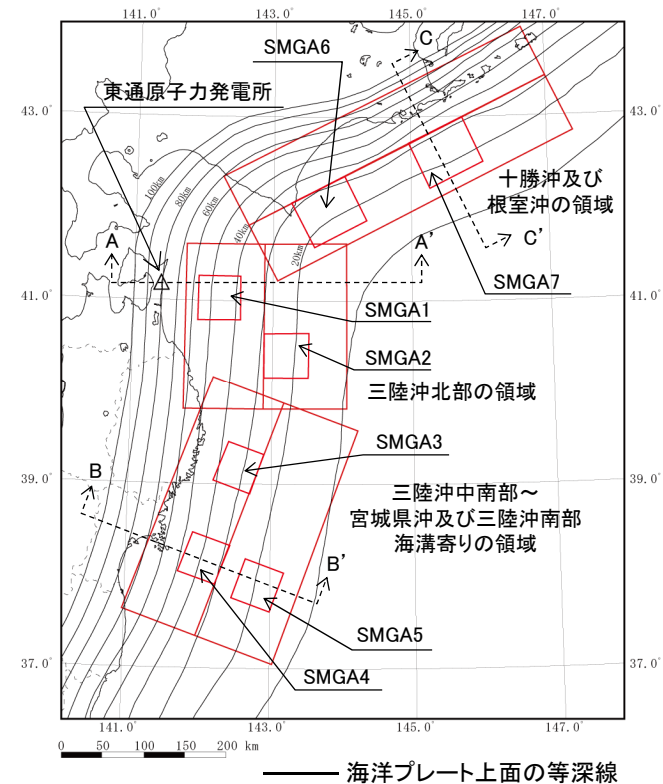 141.0°
143.0°
145.0°
147.0°
SMGA6
C
東通原子力発電所
43.0°
43.0°
100km
80km
60km
40km
20km
十勝沖及び
根室沖の領域
A
A'
C'
SMGA7
41.0°
41.0°
SMGA1
SMGA2
三陸沖北部の領域
SMGA3
39.0°
39.0°
B
三陸沖中南部～
宮城県沖及び三陸沖南部
海溝寄りの領域
B'
SMGA5
SMGA4
37.0°
37.0°
141.0°
143.0°
145.0°
147.0°
0 50 100 150 200 km
海洋プレート上面の等深線